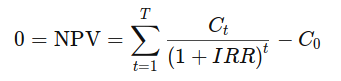 0 = NPV = \sum_{t=1}^{T} \frac{C_t}{(1 + IRR)^t} - C_0